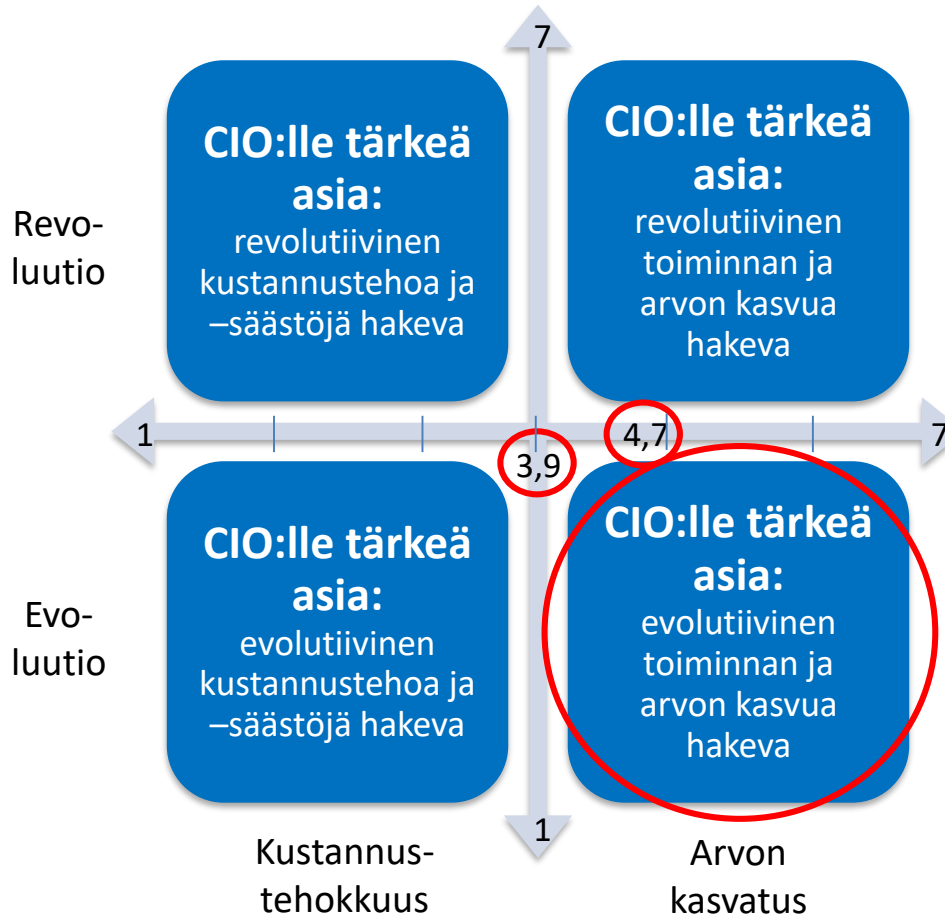 7
CIO:lle tärkeä
asia:
revolutiivinen
kustannustehoa ja
–säästöjä hakeva
CIO:lle tärkeä
asia:
revolutiivinen
toiminnan ja
arvon kasvua
hakeva
Revo-
luutio
1
3,9
4,7
7
CIO:lle tärkeä
asia:
evolutiivinen
kustannustehoa ja
–säästöjä hakeva
CIO:lle tärkeä
asia:
evolutiivinen
toiminnan ja
arvon kasvua
hakeva
Evo-
luutio
1
Kustannus-
tehokkuus
Arvon
kasvatus